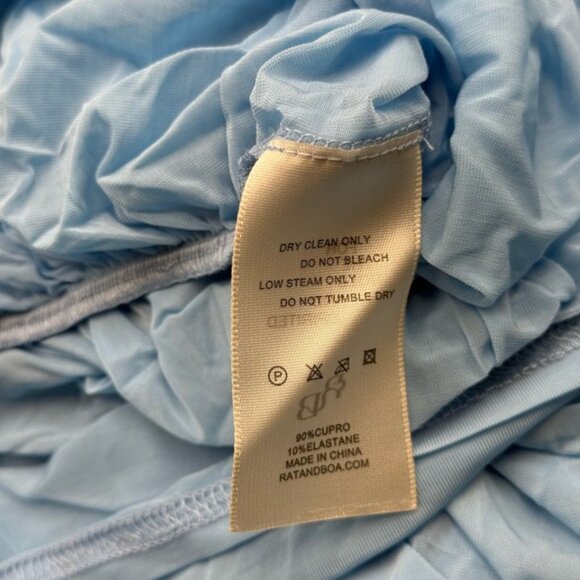 DRY CLEAN ONLY
DO NOT BLEACH
LOW STEAM ONLY
DO NOT TUMBLE DRY
P
90%CUPRO
10%ELASTANE
MADE IN CHINA
RATANDBOA.COM